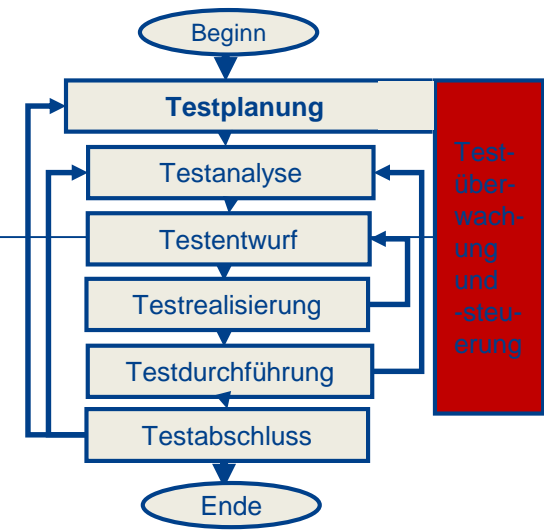 Beginn
Testplanung
Testanalyse
Testentwurf
Testrealisierung
Testdurchführung
Testabschluss
Ende
Test-
über-
wach-
ung
und
-steu-
erung